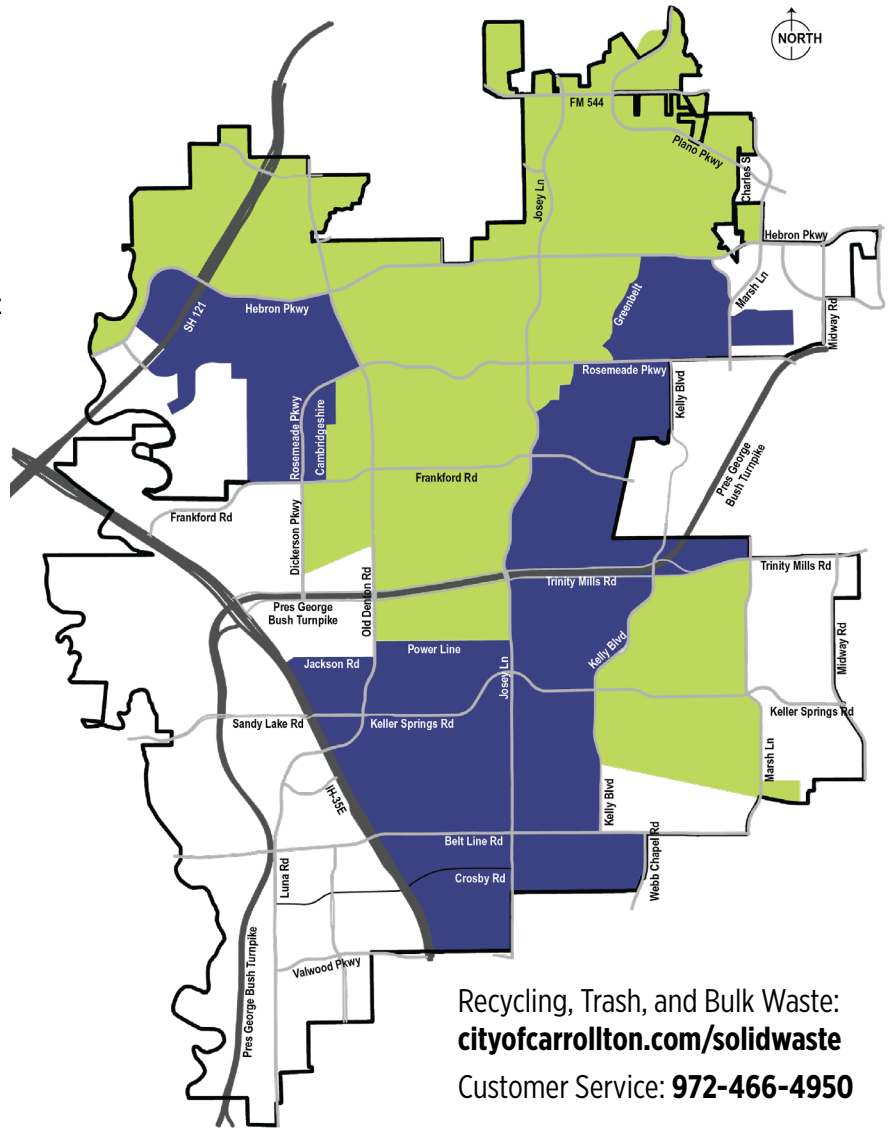 NORTH
FM 544
Plano Pkwy
Charles S
Josey Ln
Hebron Pkwy
Marsh Ln
Greenbelt
Midway Rd
SH 121
Hebron Pkwy
Rosemeade Pkwy
Kelly Blvd
Rosemeade Pkwy
Cambridgeshire
Pres George
Bush Turnpike
Frankford Rd
Frankford Rd
Dickerson Pkwy
Old Denton Rd
Trinity Mills Rd
Trinity Mills Rd
Pres George
Bush Turnpike
Kelly Blvd
Midway Rd
Power Line
Jackson Rd
Josey Ln
Sandy Lake Rd
Keller Springs Rd
Keller Springs Rd
Marsh Ln
IH-35E
Kelly Blvd
Belt Line Rd
Webb Chapel Rd
Luna Rd
Crosby Rd
Valwood Pkwy
Pres George Bush Turnpike
Recycling, Trash, and Bulk Waste:
cityofcarrollton.com/solidwaste
Customer Service: 972-466-4950